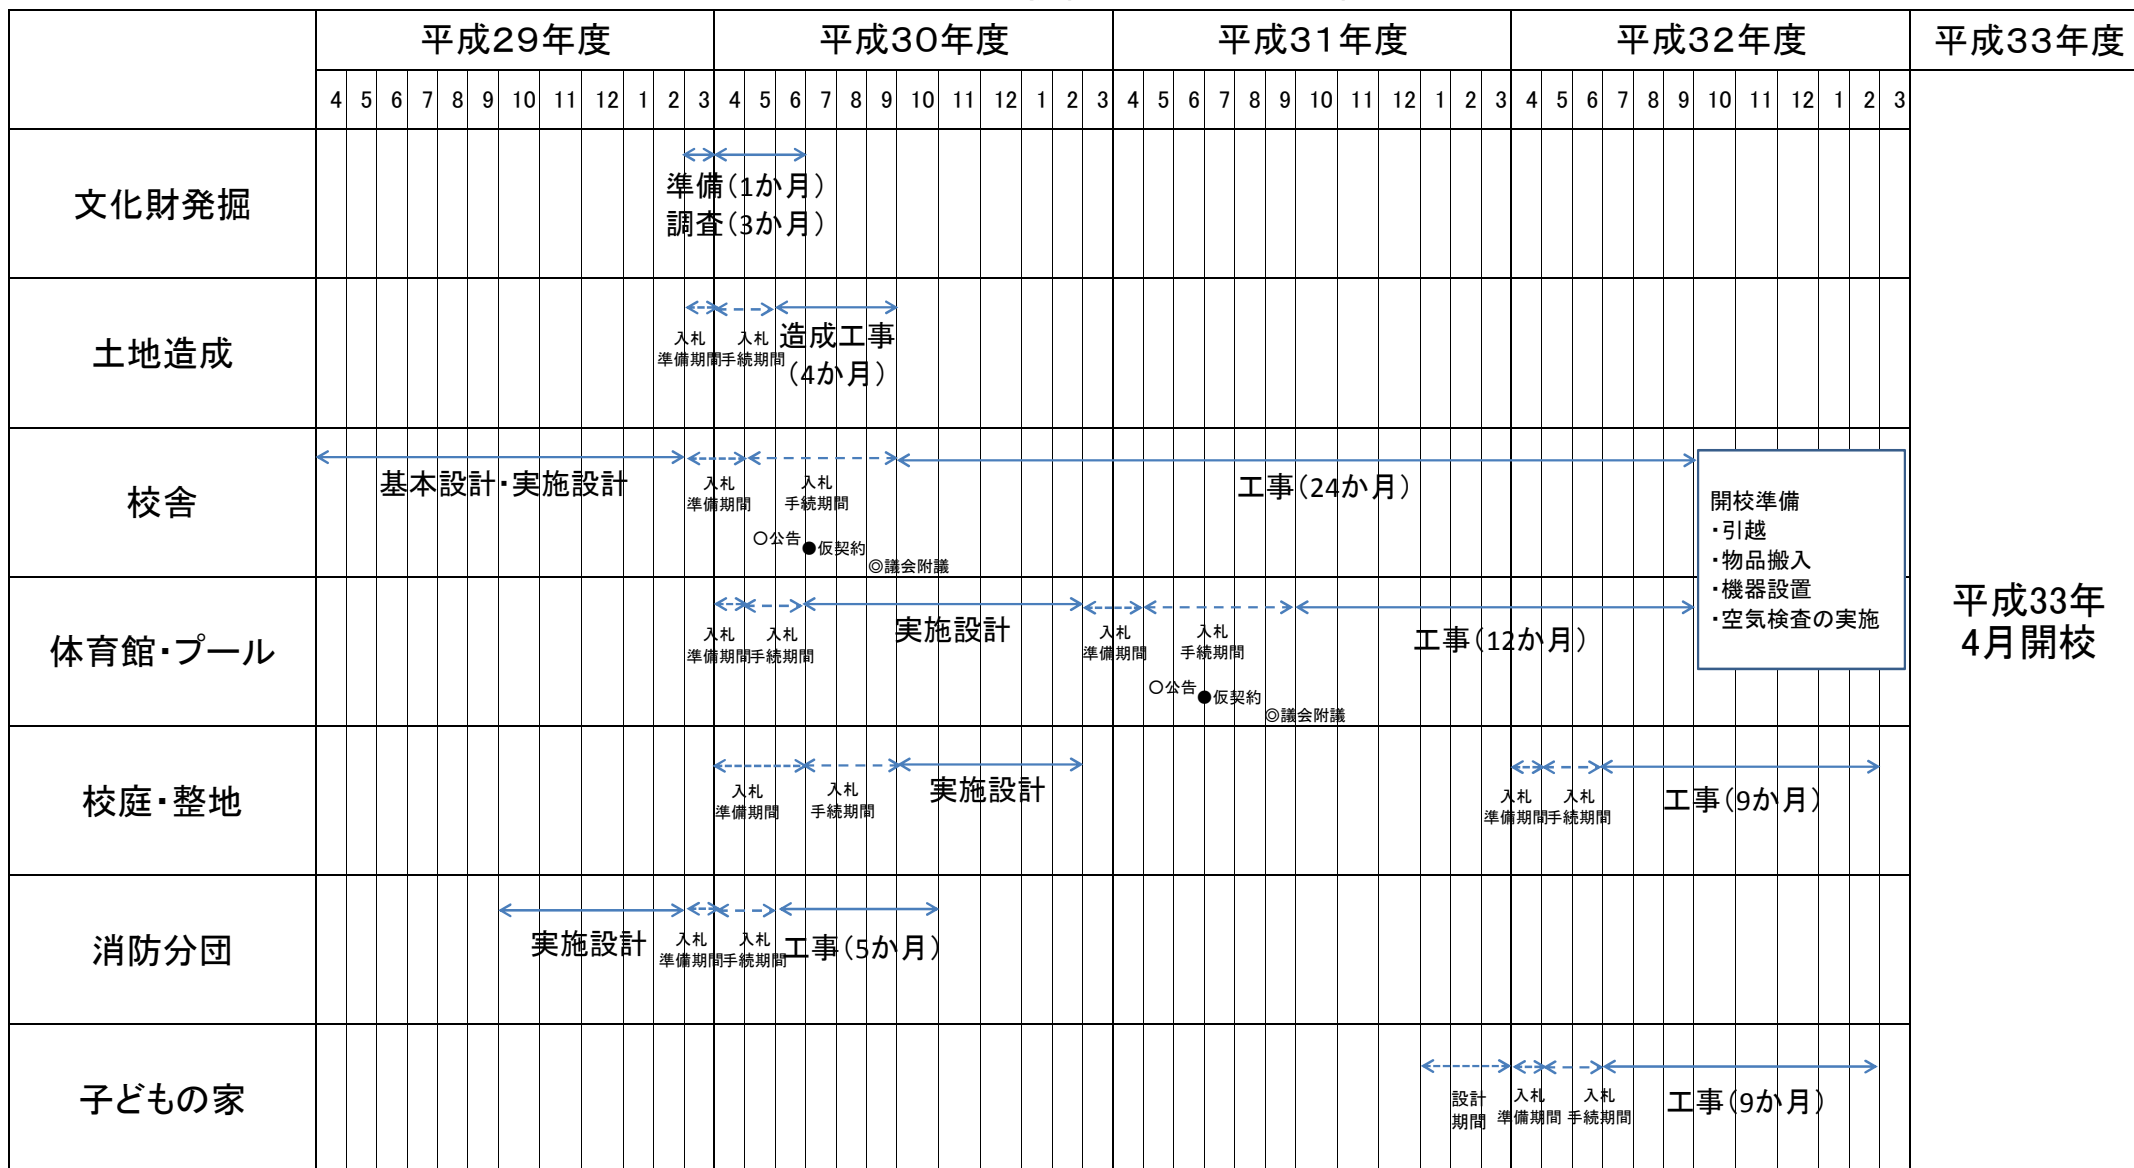 平成29年度 平成30年度 平成31年度 平成32年度 平成33年度
4 5 6 7 8 9 10 11 12 1 2 3 4 5 6 7 8 9 10 11 12 1 2 3 4 5 6 7 8 9 10 11 12 1 2 3 4 5 6 7 8 9 10 11 12 1 2 3
文化財発掘
準備(1か月)
調査(3か月)
土地造成
入札
準備期間
入札
手続期間
造成工事
(4か月)
校舎
基本設計・実施設計
入札
準備期間
入札
手続期間
工事(24か月)
○公告
●仮契約
◎議会附議
開校準備
・引越
・物品搬入
・機器設置
・空気検査の実施
体育館・プール
入札
準備期間
入札
手続期間
実施設計
入札
準備期間
入札
手続期間
工事(12か月)
○公告
●仮契約
◎議会附議
平成33年
4月開校
校庭・整地
入札
準備期間
入札
手続期間
実施設計
入札
準備期間
入札
手続期間
工事(9か月)
消防分団
実施設計
入札
準備期間
入札
手続期間
工事(5か月)
子どもの家
設計
期間
入札
準備期間
入札
手続期間
工事(9か月)